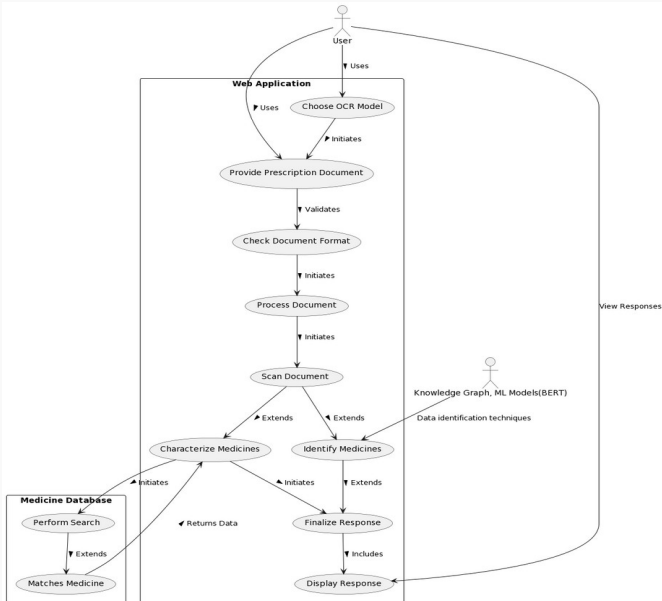 User
Uses
Web Application
Uses
Choose OCR Model
Initiates
Provide Prescription Document
Validates
Check Document Format
Initiates
Process Document
View Responses
Initiates
Scan Document
Knowledge Graph, ML Models(BERT)
Extends
Extends
Data identification techniques
Characterize Medicines
Identify Medicines
Initiates
Initiates
Extends
Medicine Database
Perform Search
Returns Data
Finalize Response
Extends
Includes
Matches Medicine
Display Response